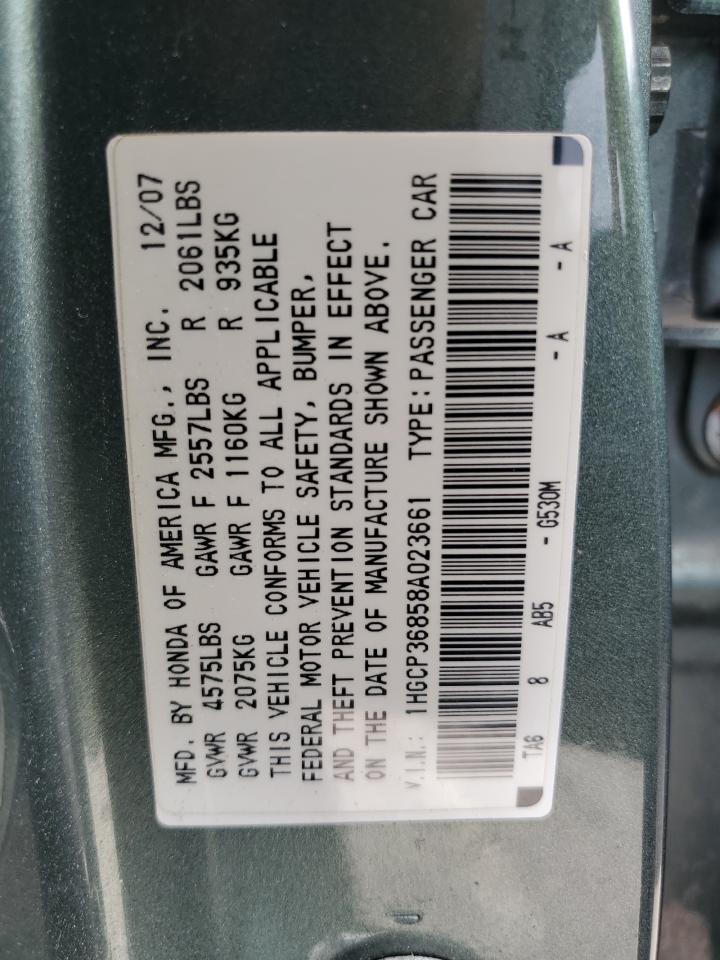 MFD. BY HONDA OF AMERICA MFG., INC. 12/07
GVWR 4575LBS GAWR F 2557LBS R 2061LBS
GVWR 2075KG GAWR F 1160KG R 935KG
THIS VEHICLE CONFORMS TO ALL APPLICABLE
FEDERAL MOTOR VEHICLE SAFETY, BUMPER,
AND THEFT PREVENTION STANDARDS IN EFFECT
ON THE DATE OF MANUFACTURE SHOWN ABOVE.
V.I.N.: 1HGCP36858A023661 TYPE:PASSENGER CAR
TA6 8 AB5 - G530M - A - A